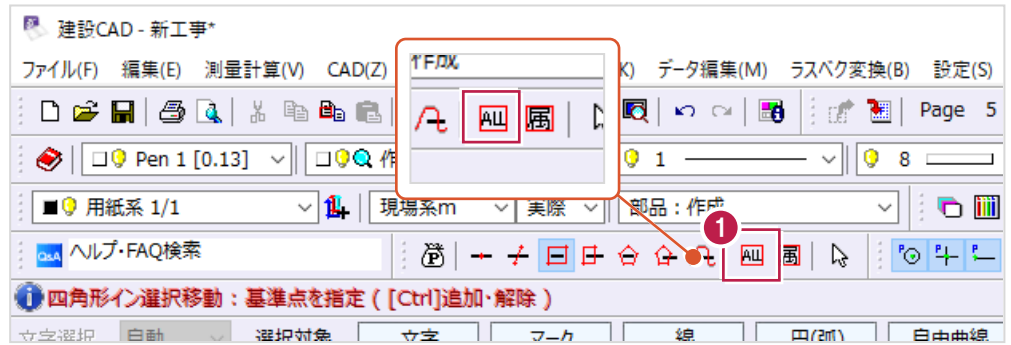 建設CAD - 新工事*
ファイル(F) 編集(E) 測量計算(V) CAD(Z) K) データ編集(M) ラスベク変換(B) 設定(S)
ALL 属
Page 5
Pen 1 [0.13] 作 1 8
用紙系 1/1 現場系m 実際 部品：作成
1
Q&A ヘルプ・FAQ検索 P ALL 属 P P P
四角形イン選択移動：基準点を指定 ( [Ctrl]追加・解除 )
文字選択 自動 選択対象 文字 マーク 線 円(弧) 自由曲線